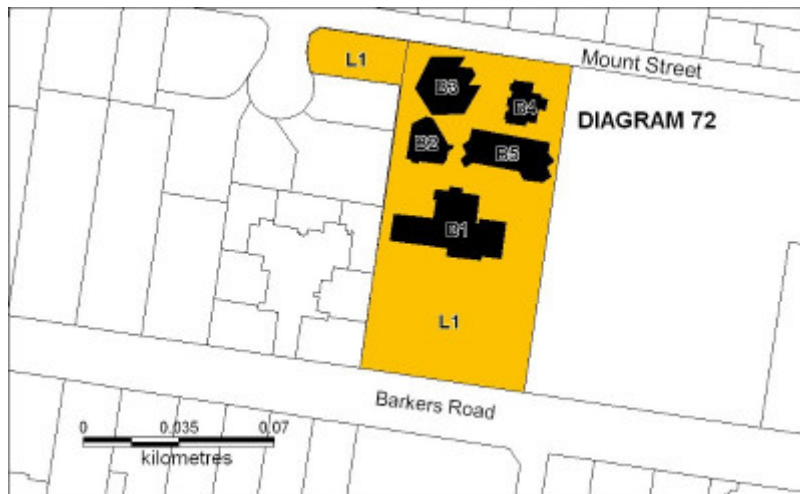 Mount Street
L1
B3
B4
DIAGRAM 72
B2
B5
B1
L1
Barkers Road
0 0.035 0.07
kilometres